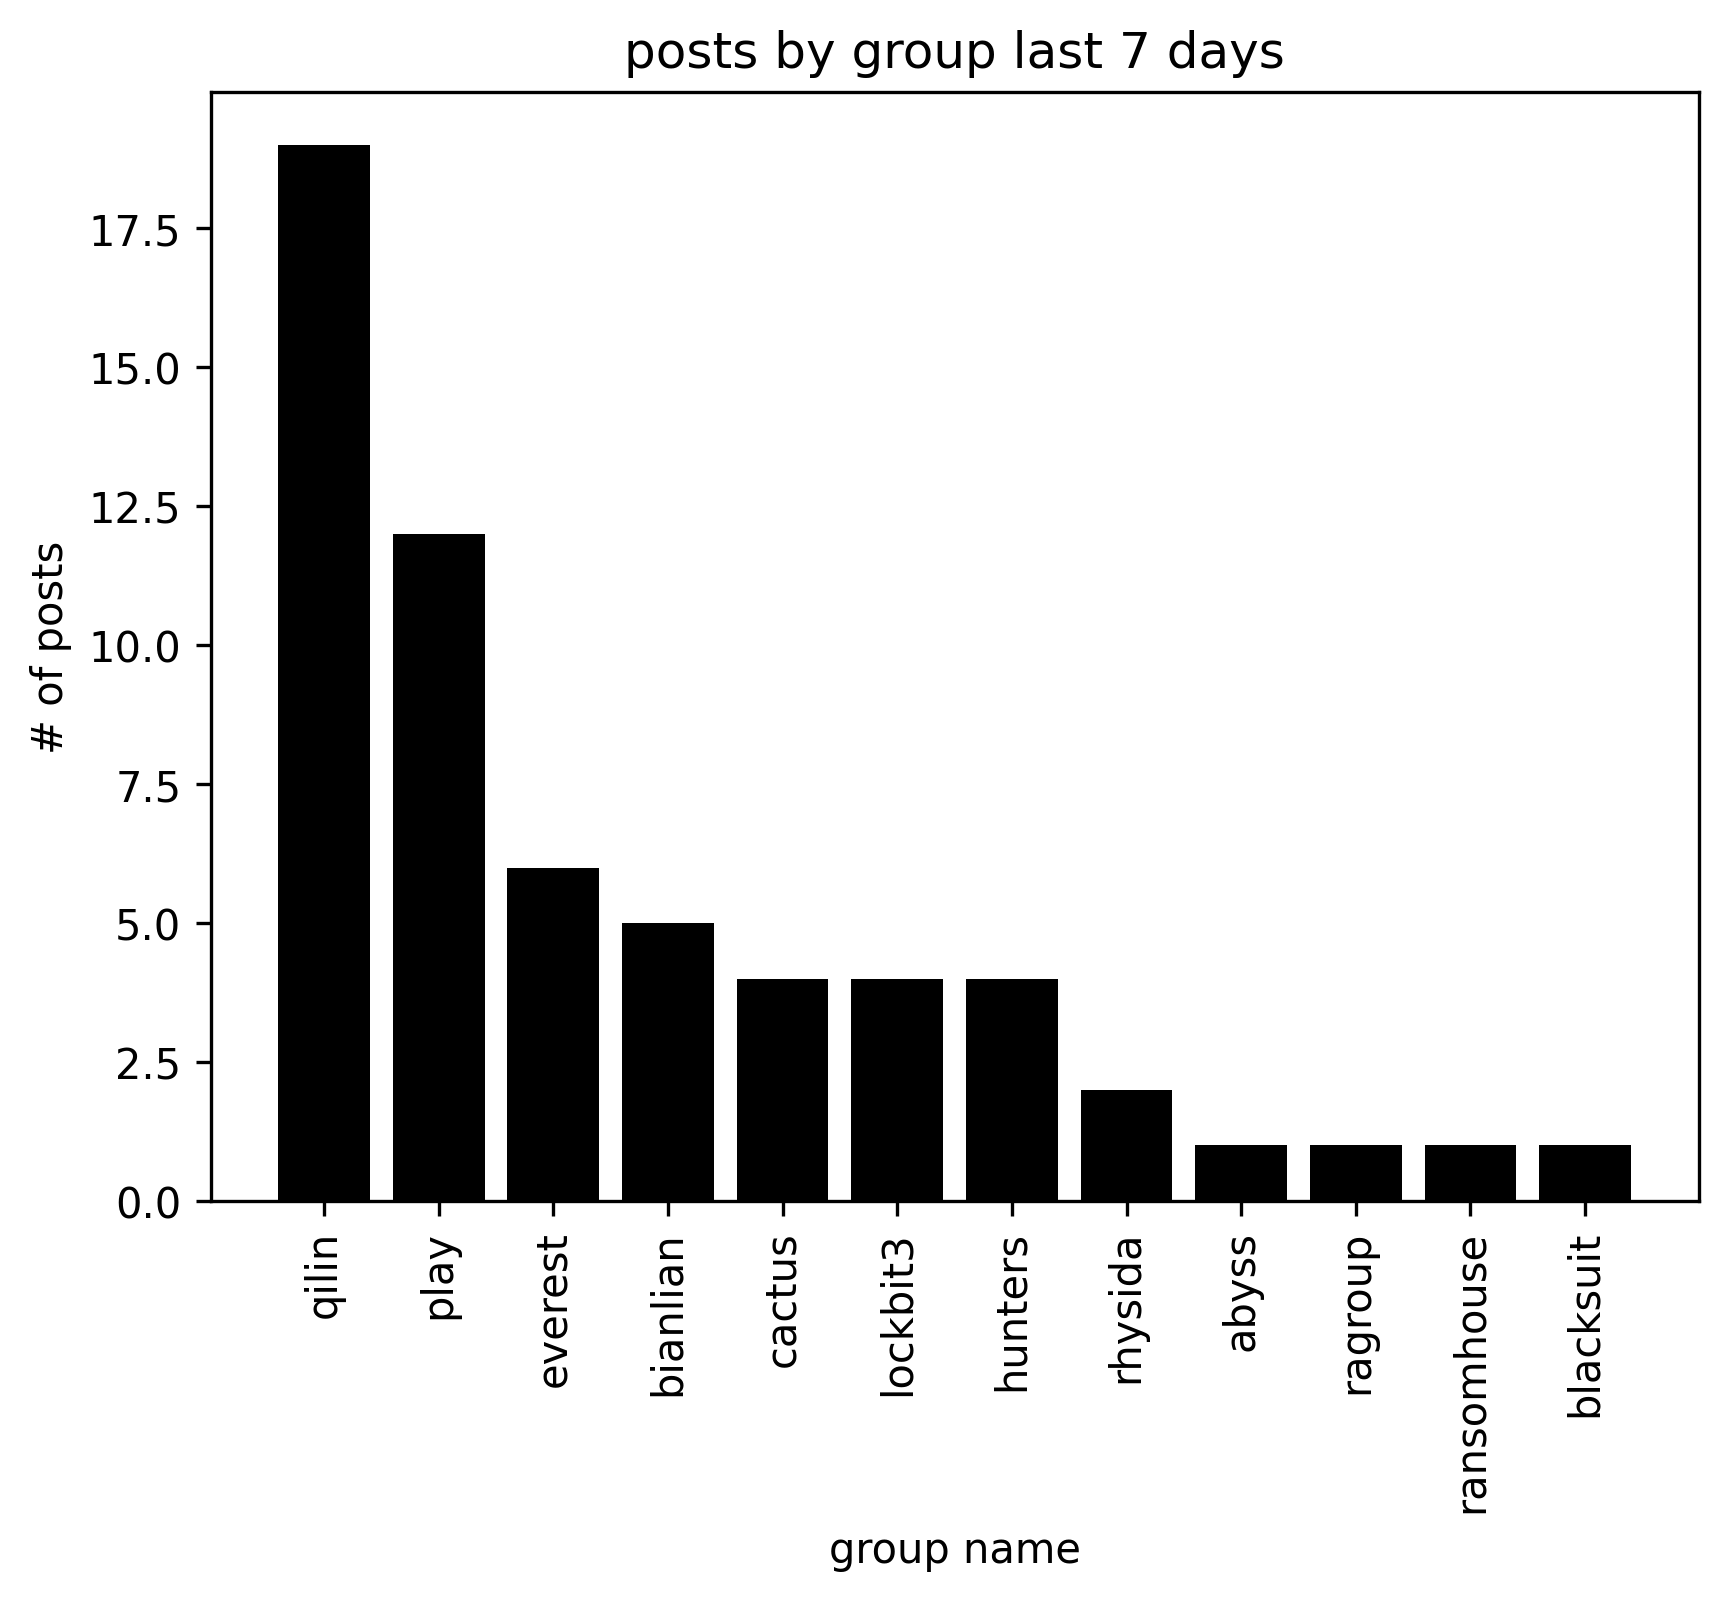 posts by group last 7 days
# of posts
17.5
15.0
12.5
10.0
7.5
5.0
2.5
0.0
qilin
play
everest
bianlian
cactus
lockbit3
hunters
rhysida
abyss
ragroup
ransomhouse
blacksuit
group name